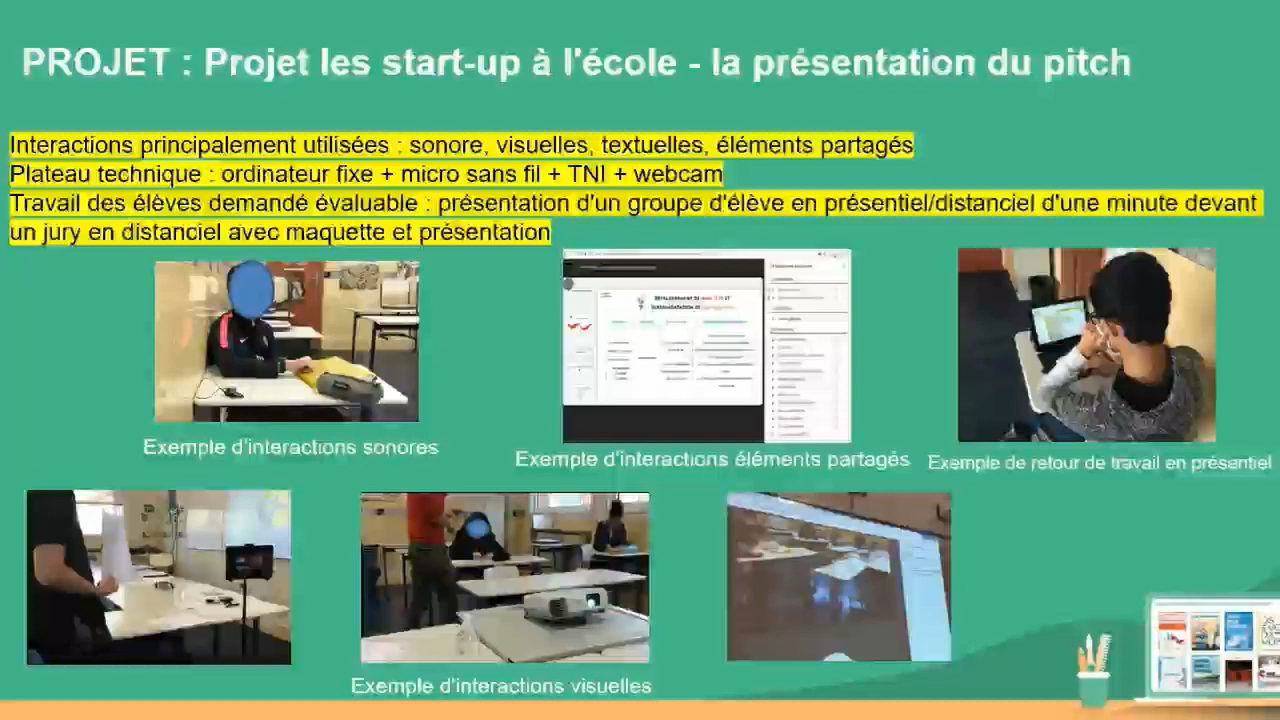 PROJET : Projet les start-up à l'école - la présentation du pitch
Interactions principalement utilisées : sonore, visuelles, textuelles, éléments partagés
Plateau technique : ordinateur fixe + micro sans fil + TNI + webcam
Travail des élèves demandé évaluable : présentation d'un groupe d'élève en présentiel/distanciel d'une minute devant
un jury en distanciel avec maquette et présentation
Exemple d'interactions sonores
Exemple d'interactions éléments partagés
Exemple de retour de travail en présentiel
Exemple d'interactions visuelles